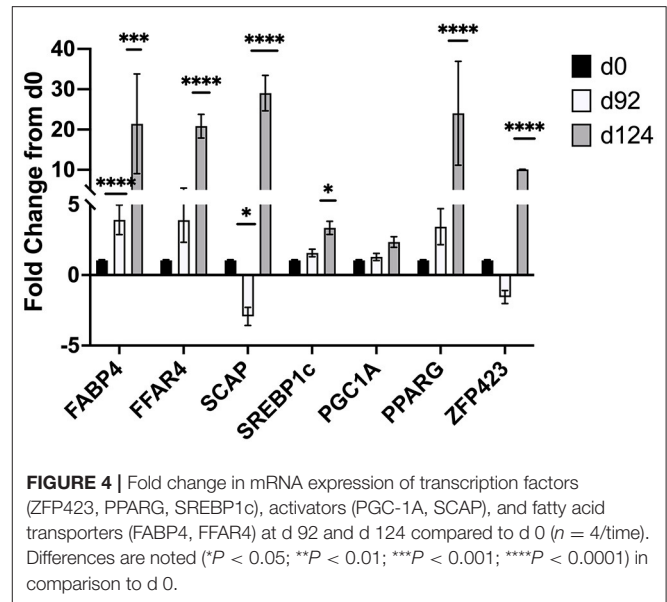 ***
****
****
****
****
****
*
*
d0
d92
d124
Fold Change from d0
40
30
20
10
5
0
-5
FABP4
FFAR4
SCAP
SREBP1c
PGC1A
PPARG
ZFP423
FIGURE 4 | Fold change in mRNA expression of transcription factors
(ZFP423, PPARG, SREBP1c), activators (PGC-1A, SCAP), and fatty acid
transporters (FABP4, FFAR4) at d 92 and d 124 compared to d 0 (n = 4/time).
Differences are noted (*P < 0.05; **P < 0.01; ***P < 0.001; ****P < 0.0001) in
comparison to d 0.